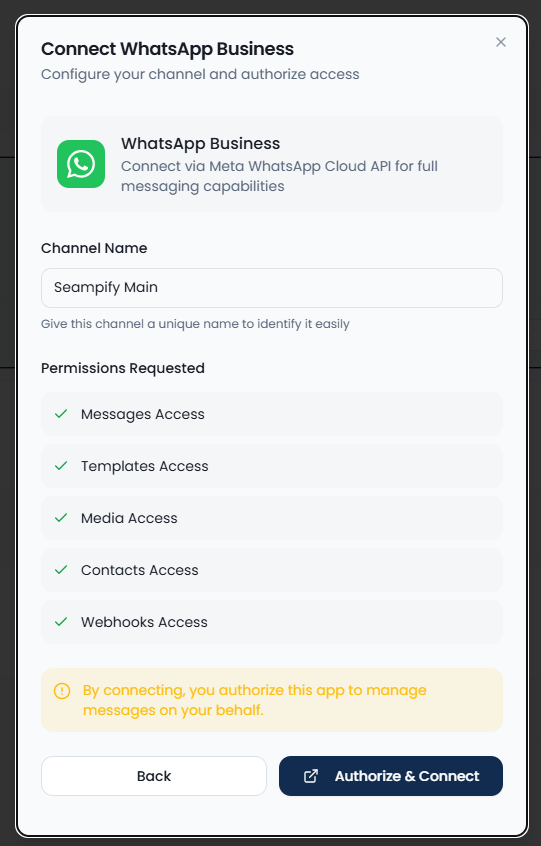 Connect WhatsApp Business
Configure your channel and authorize access
WhatsApp Business
Connect via Meta WhatsApp Cloud API for full
messaging capabilities
Channel Name
Seampify Main
Give this channel a unique name to identify it easily
Permissions Requested
Messages Access
Templates Access
Media Access
Contacts Access
Webhooks Access
By connecting, you authorize this app to manage
messages on your behalf.
Back
Authorize & Connect